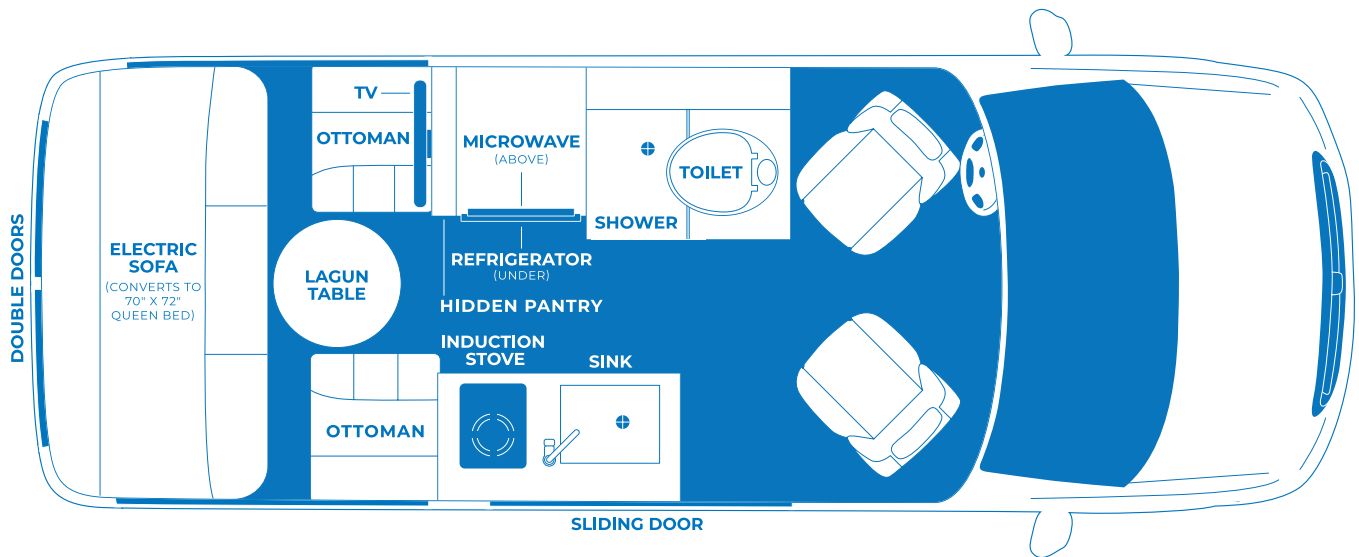 DOUBLE DOORS
ELECTRIC
SOFA
(CONVERTS TO
70" X 72"
QUEEN BED)
TV
OTTOMAN
LAGUN
TABLE
OTTOMAN
MICROWAVE
(ABOVE)
REFRIGERATOR
(UNDER)
HIDDEN PANTRY
INDUCTION
STOVE
SINK
SHOWER
TOILET
SLIDING DOOR